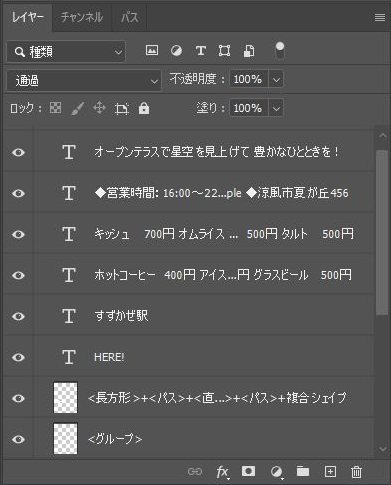 レイヤー チャンネル パス
種類
通過 不透明度： 100%
ロック： 塗り： 100%
T オープンテラスで星空を見上げて 豊かなひとときを！
T ◆営業時間: 16:00～22...ple ◆涼風市夏が丘456
T キッシュ 700円 オムライス ... 500円 タルト 500円
T ホットコーヒー 400円 アイス...円 グラスビール 500円
T すずかぜ駅
T HERE!
<長方形>+<パス>+<直...>+<パス>+複合シェイプ
<グループ>
fx